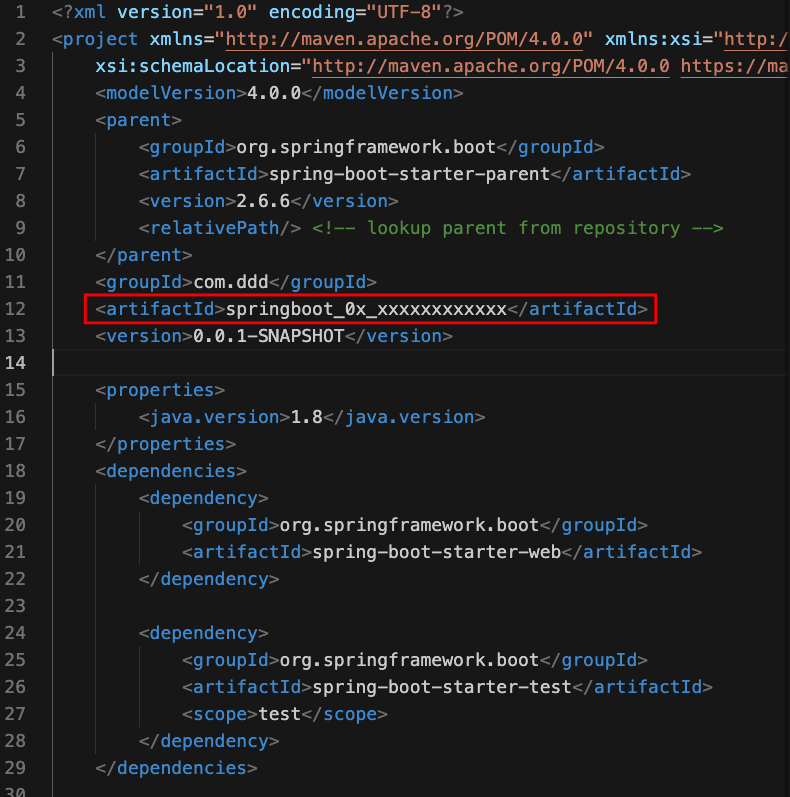 1 <?xml version="1.0" encoding="UTF-8"?>
2 <project xmlns="http://maven.apache.org/POM/4.0.0" xmlns:xsi="http:/
3     xsi:schemaLocation="http://maven.apache.org/POM/4.0.0 https://ma
4     <modelVersion>4.0.0</modelVersion>
5     <parent>
6         <groupId>org.springframework.boot</groupId>
7         <artifactId>spring-boot-starter-parent</artifactId>
8         <version>2.6.6</version>
9         <relativePath/> <!-- lookup parent from repository -->
10     </parent>
11     <groupId>com.ddd</groupId>
12     <artifactId>springboot_0x_xxxxxxxxxxxx</artifactId>
13     <version>0.0.1-SNAPSHOT</version>
14
15     <properties>
16         <java.version>1.8</java.version>
17     </properties>
18     <dependencies>
19         <dependency>
20             <groupId>org.springframework.boot</groupId>
21             <artifactId>spring-boot-starter-web</artifactId>
22         </dependency>
23
24         <dependency>
25             <groupId>org.springframework.boot</groupId>
26             <artifactId>spring-boot-starter-test</artifactId>
27             <scope>test</scope>
28         </dependency>
29     </dependencies>
30